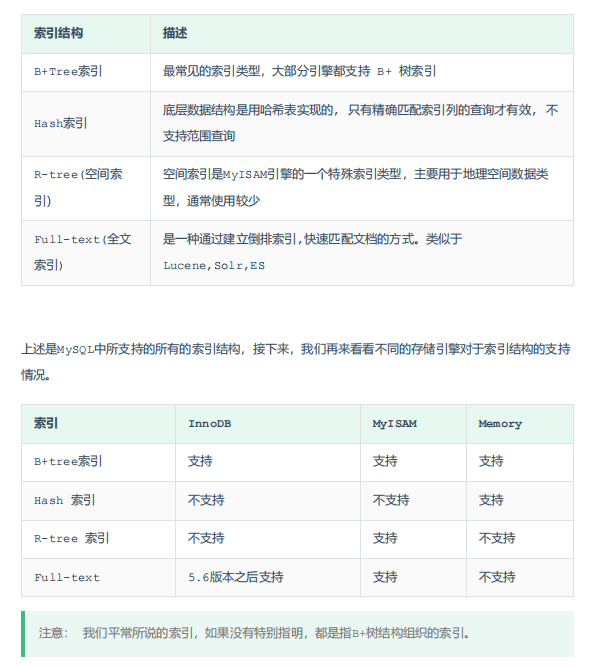 索引结构 描述
B+Tree索引 最常见的索引类型，大部分引擎都支持 B+ 树索引
Hash索引 底层数据结构是用哈希表实现的, 只有精确匹配索引列的查询才有效, 不
支持范围查询
R-tree(空间索
引) 空间索引是MyISAM引擎的一个特殊索引类型，主要用于地理空间数据类
型，通常使用较少
Full-text(全文
索引) 是一种通过建立倒排索引,快速匹配文档的方式。类似于
Lucene,Solr,ES
上述是MySQL中所支持的所有的索引结构，接下来，我们再来看看不同的存储引擎对于索引结构的支持
情况。
索引 InnoDB MyISAM Memory
B+tree索引 支持 支持 支持
Hash 索引 不支持 不支持 支持
R-tree 索引 不支持 支持 不支持
Full-text 5.6版本之后支持 支持 不支持
注意： 我们平常所说的索引，如果没有特别指明，都是指B+树结构组织的索引。